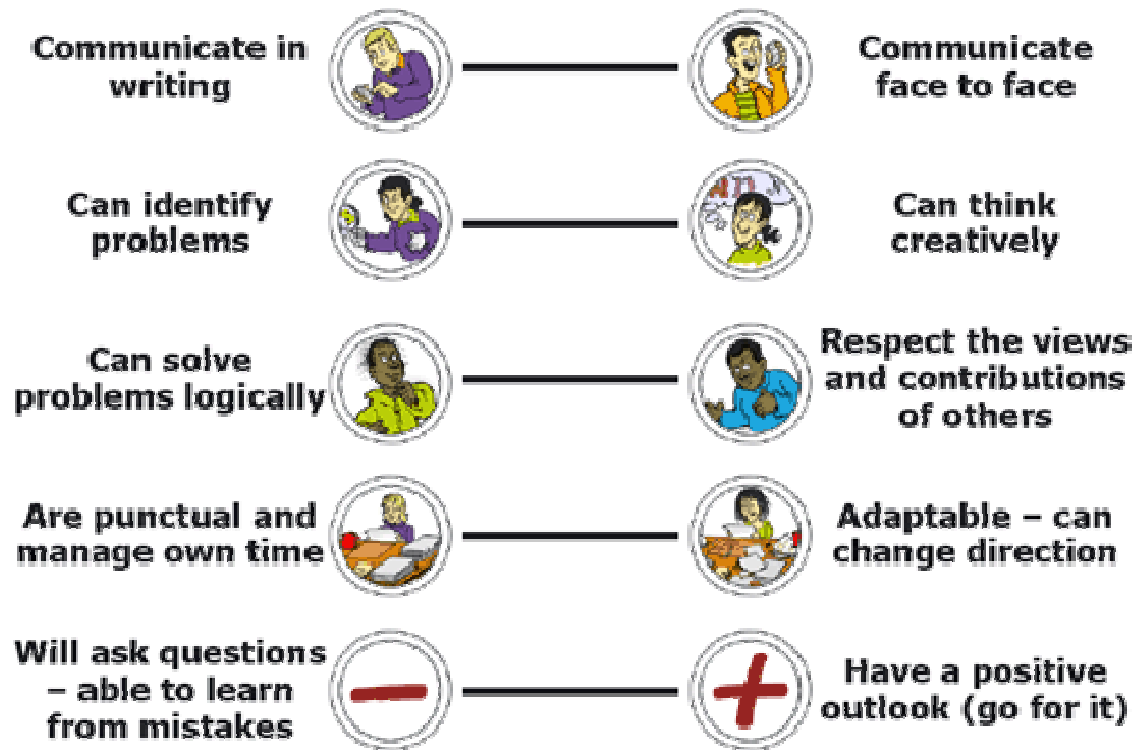 Communicate in
writing
Communicate
face to face
Can identify
problems
Can think
creatively
Can solve
problems logically
Respect the views
and contributions
of others
Are punctual and
manage own time
Adaptable – can
change direction
Will ask questions
– able to learn
from mistakes
Have a positive
outlook (go for it)